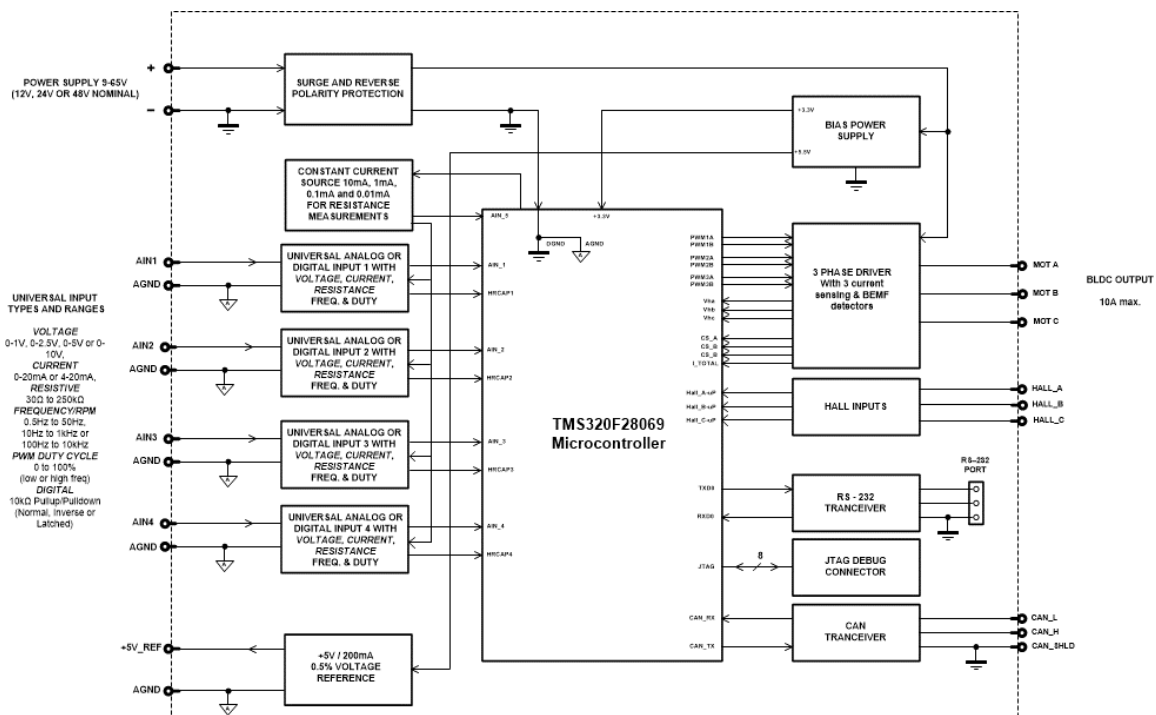 +
POWER SUPPLY 9-65V
(12V, 24V OR 48V NOMINAL)
-
SURGE AND REVERSE
POLARITY PROTECTION
+3.3V
BIAS POWER
SUPPLY
+5.5V
CONSTANT CURRENT
SOURCE 10mA, 1mA,
0.1mA and 0.01mA
FOR RESISTANCE
MEASUREMENTS
AIN_5
+3.3V
DGND
AGND
A
AIN1
AGND
A
UNIVERSAL ANALOG OR
DIGITAL INPUT 1 WITH
VOLTAGE, CURRENT,
RESISTANCE
FREQ. & DUTY
AIN_1
HRCAP1
UNIVERSAL INPUT
TYPES AND RANGES
VOLTAGE
0-1V, 0-2.5V, 0-5V or 0-
10V,
CURRENT
0-20mA or 4-20mA,
RESISTIVE
30Ω to 250kΩ
FREQUENCY/RPM
0.5Hz to 50Hz,
10Hz to 1kHz or
100Hz to 10kHz
PWM DUTY CYCLE
0 to 100%
(low or high freq)
DIGITAL
10kΩ Pullup/Pulldown
(Normal, Inverse or
Latched)
AIN2
AGND
A
UNIVERSAL ANALOG OR
DIGITAL INPUT 2 WITH
VOLTAGE, CURRENT,
RESISTANCE
FREQ. & DUTY
AIN_2
HRCAP2
AIN3
AGND
A
UNIVERSAL ANALOG OR
DIGITAL INPUT 3 WITH
VOLTAGE, CURRENT,
RESISTANCE
FREQ. & DUTY
AIN_3
HRCAP3
AIN4
AGND
A
UNIVERSAL ANALOG OR
DIGITAL INPUT 4 WITH
VOLTAGE, CURRENT,
RESISTANCE
FREQ. & DUTY
AIN_4
HRCAP4
+5V_REF
AGND
A
+5V / 200mA
0.5% VOLTAGE
REFERENCE
TMS320F28069
Microcontroller
PWM1A
PWM1B
PWM2A
PWM2B
PWM3A
PWM3B
Vha
Vhb
Vhc
CS_A
CS_B
CS_B
I_TOTAL
3 PHASE DRIVER
With 3 current
sensing & BEMF
detectors
MOT A
MOT B
MOT C
BLDC OUTPUT
10A max.
Hall_A-uP
Hall_B-uP
Hall_C-uP
HALL INPUTS
HALL_A
HALL_B
HALL_C
TXD0
RXD0
RS - 232
TRANCEIVER
RS-232
PORT
JTAG
8
JTAG DEBUG
CONNECTOR
CAN_RX
CAN_TX
CAN
TRANCEIVER
CAN_L
CAN_H
CAN_SHLD